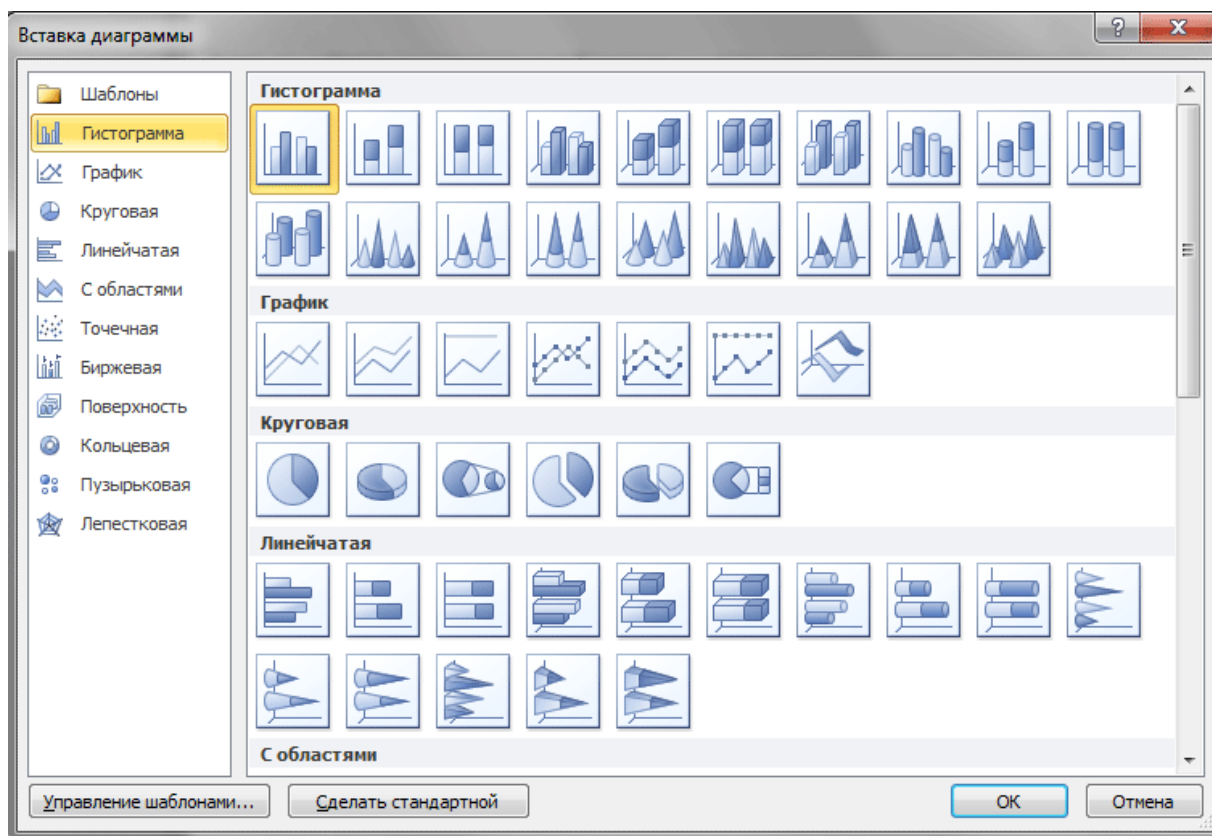 Вставка диаграммы
Шаблоны
Гистограмма
График
Круговая
Линейчатая
С областями
Точечная
Биржевая
Поверхность
Кольцевая
Пузырьковая
Лепестковая
Гистограмма
График
Круговая
Линейчатая
С областями
Управление шаблонами...
Сделать стандартной
ОК
Отмена